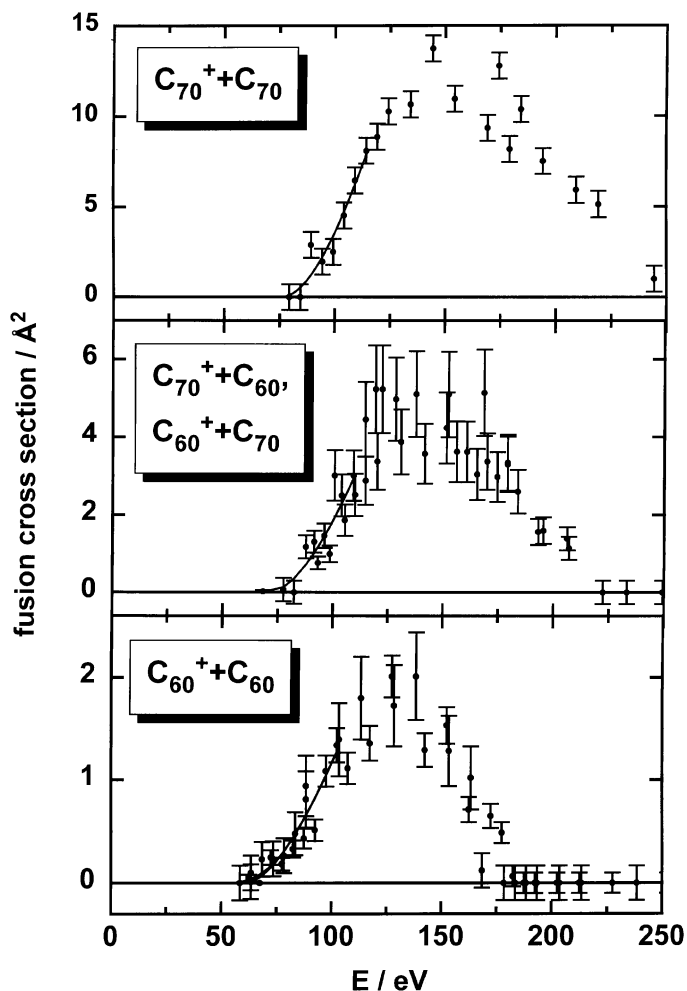 15
C₇₀⁺+C₇₀
10
5
0
6
C₇₀⁺+C₆₀,
C₆₀⁺+C₇₀
4
2
0
fusion cross section / Å²
2
C₆₀⁺+C₆₀
1
0
0 50 100 150 200 250
E / eV